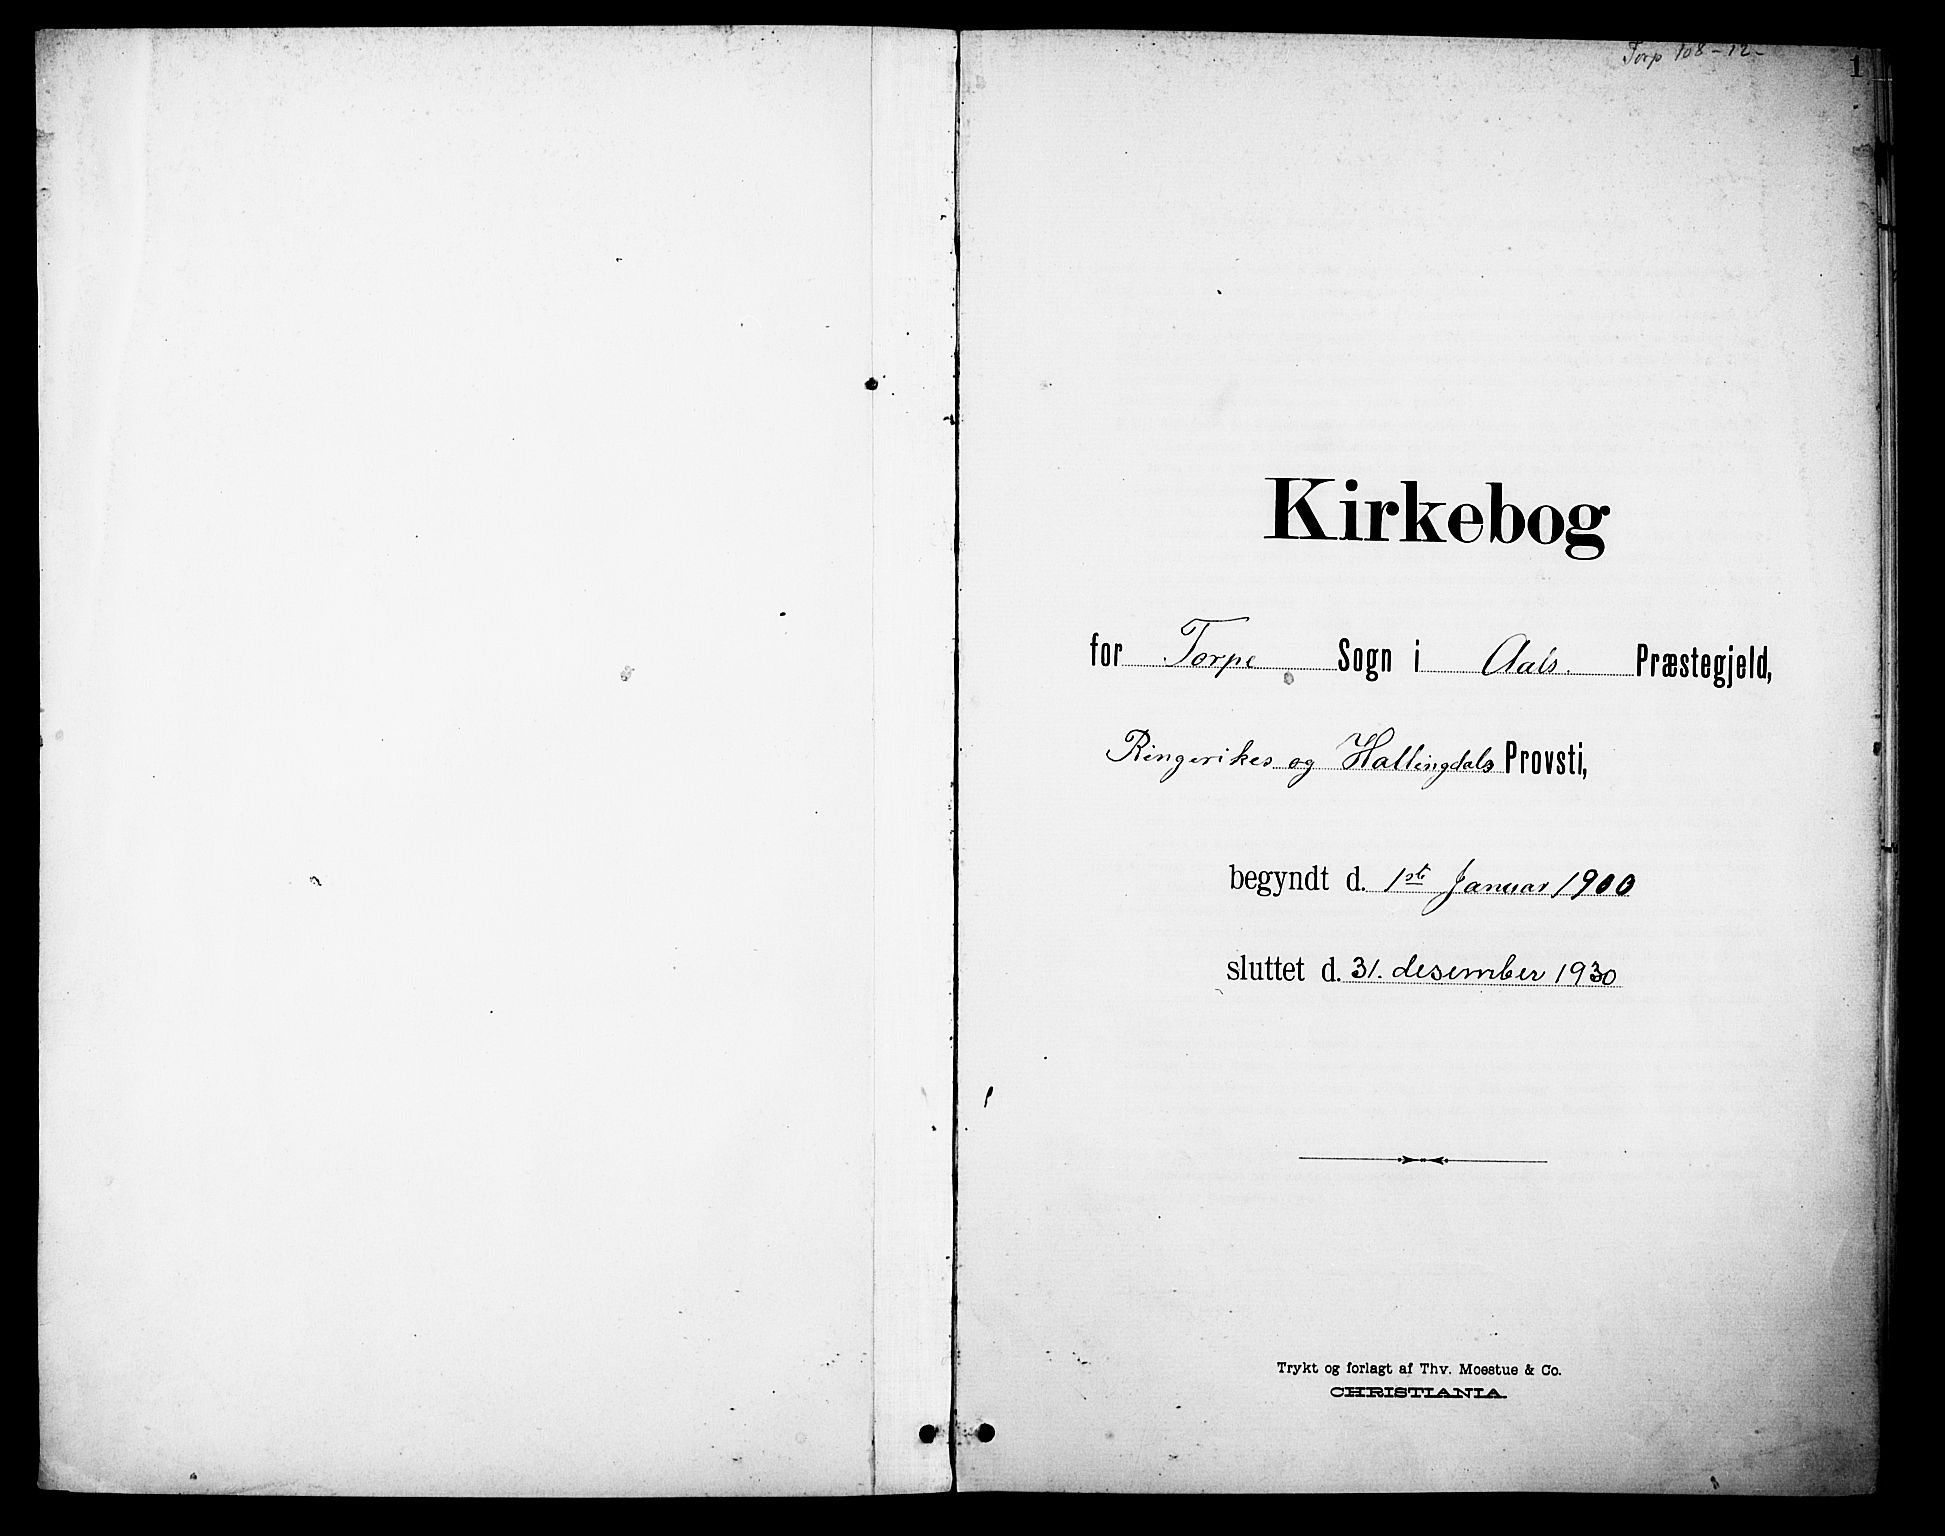 Torp 108-12-
1
Kirkebog
for Torpe Sogn i Aals. Præstegjeld,
Ringerikes og Hallingdals Provsti,
begyndt d. 1ste Januar 1900
sluttet d. 31. desember 1930
Trykt og forlagt af Thv. Moestue & Co.
CHRISTIANIA.